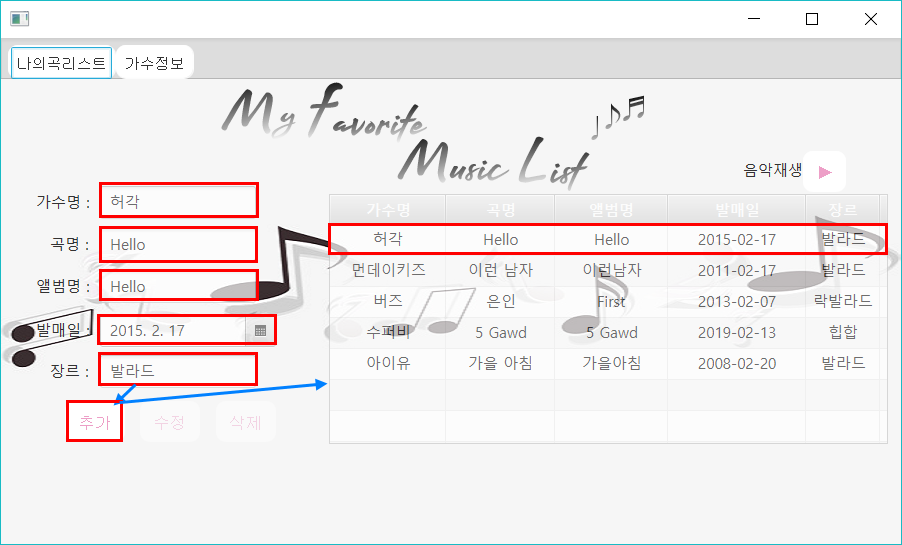 나의곡리스트 가수정보
My Favorite
Music List
음악재생
가수명 : 허각
곡명 : Hello
앨범명 : Hello
발매일 : 2015. 2. 17
장르 : 발라드
추가 수정 삭제
가수명 곡명 앨범명 발매일 장르
허각 Hello Hello 2015-02-17 발라드
먼데이키즈 이런 남자 이런남자 2011-02-17 발라드
버즈 은인 First 2013-02-07 락발라드
수퍼비 5 Gawd 5 Gawd 2019-02-13 힙합
아이유 가을 아침 가을아침 2008-02-20 발라드